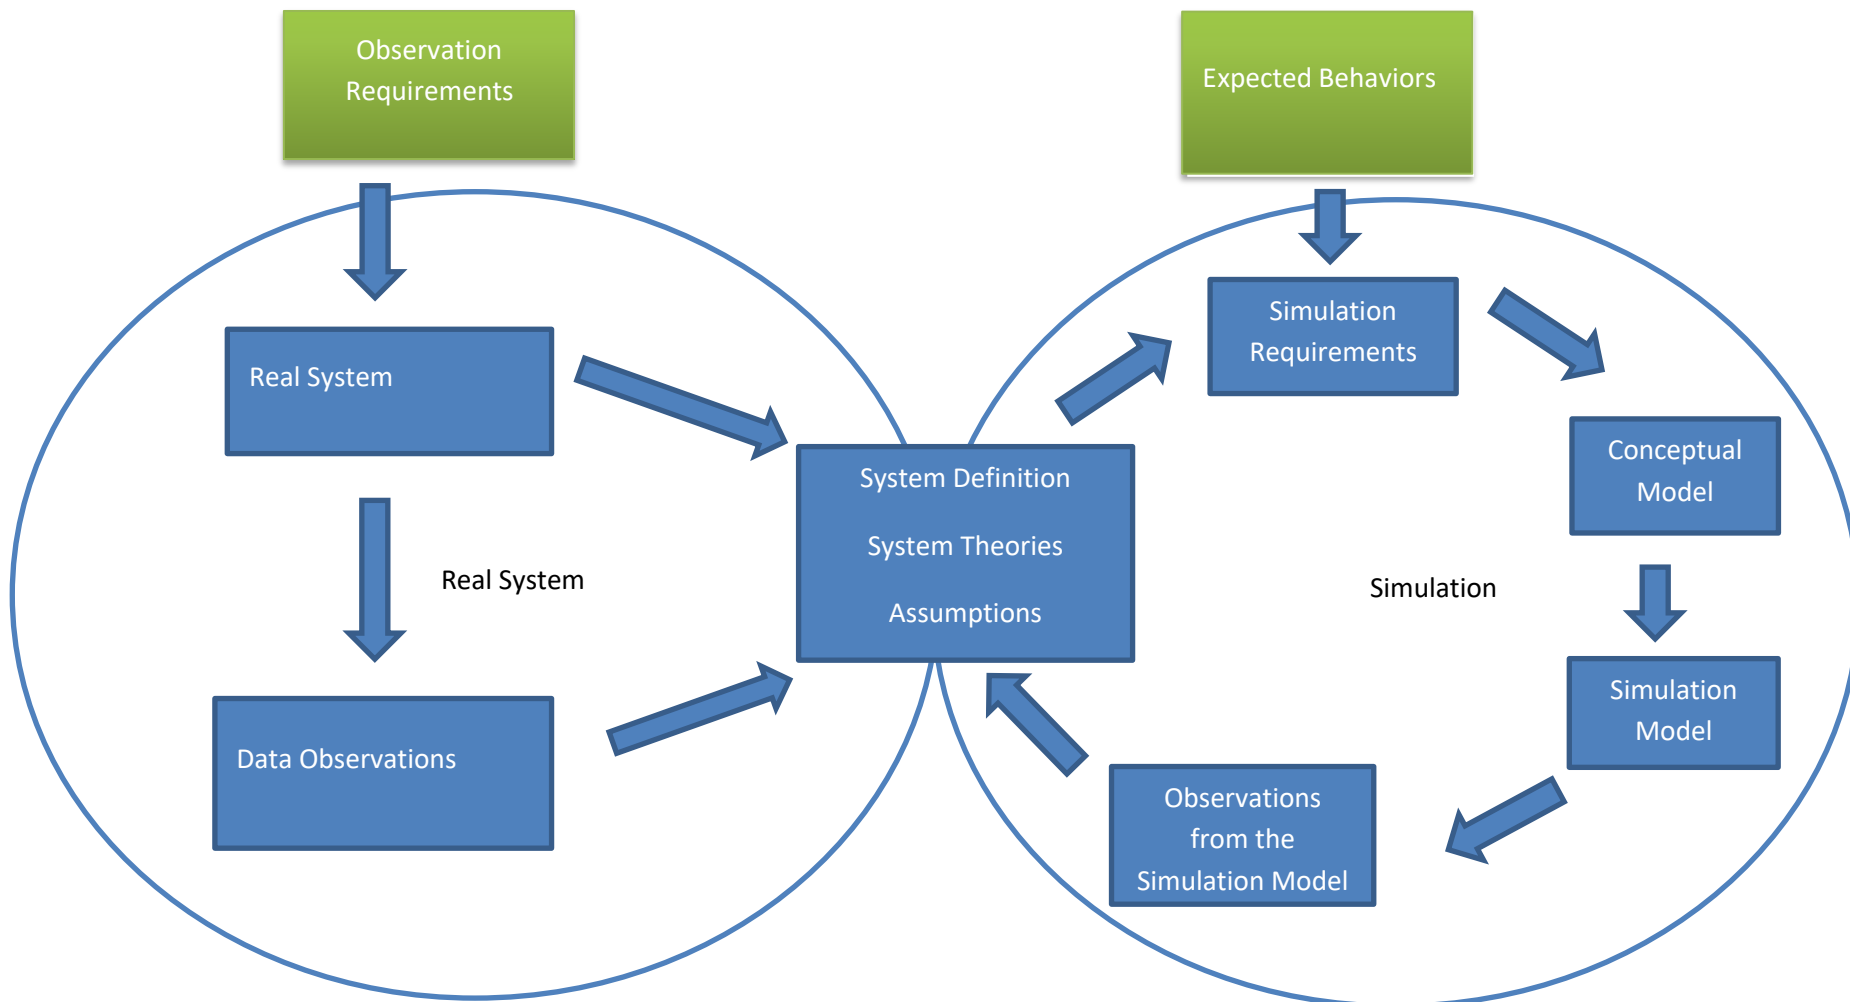 Observation
Requirements
Expected Behaviors
Real System
Data Observations
Real System
System Definition
System Theories
Assumptions
Simulation
Requirements
Conceptual
Model
Simulation
Simulation
Model
Observations
from the
Simulation Model